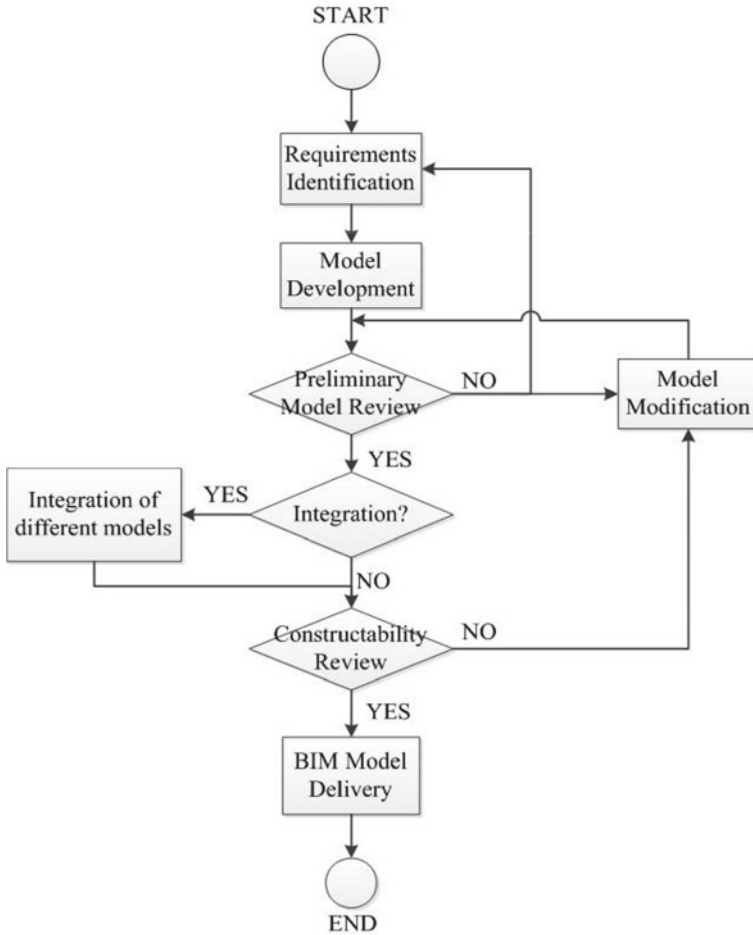 START
Requirements
Identification
Model
Development
Preliminary
Model Review
NO
Model
Modification
YES
Integration of
different models
YES
Integration?
NO
Constructability
Review
NO
YES
BIM Model
Delivery
END